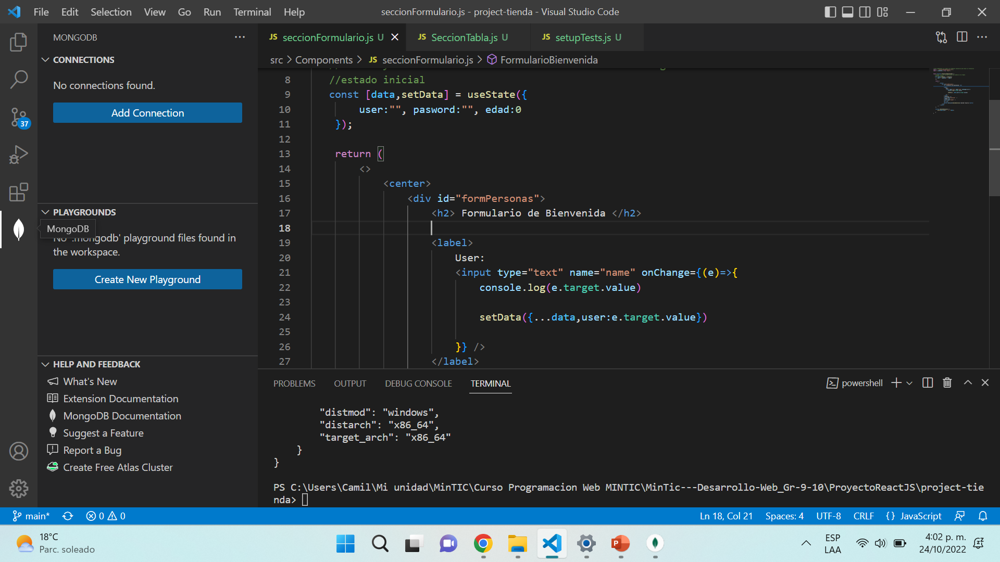 File Edit Selection View Go Run Terminal Help
seccionFormulario.js - project-tienda - Visual Studio Code
MONGODB
CONNECTIONS
No connections found.
Add Connection
37
PLAYGROUNDS
MongoDB
No '.mongodb' playground files found in
the workspace.
Create New Playground
HELP AND FEEDBACK
What's New
Extension Documentation
MongoDB Documentation
Suggest a Feature
Report a Bug
Create Free Atlas Cluster
JS seccionFormulario.js U
JS SeccionTabla.js U
JS setupTests.js U
src > Components > JS seccionFormulario.js > FormularioBienvenida
8 //estado inicial
9 const [data,setData] = useState({
10 user:"", pasword:"", edad:0
11 });
12
13 return (
14 <>
15 <center>
16 <div id="formPersonas">
17 <h2> Formulario de Bienvenida </h2>
18
19 <label>
20 User:
21 <input type="text" name="name" onChange={(e)=>{
22 console.log(e.target.value)
23
24 setData({...data,user:e.target.value})
25
26 }} />
27 </label>
PROBLEMS OUTPUT DEBUG CONSOLE TERMINAL
powershell
"distmod": "windows",
"distarch": "x86_64",
"target_arch": "x86_64"
}
}
PS C:\Users\Camil\Mi unidad\MinTIC\Curso Programacion Web MINTIC\MinTic---Desarrollo-Web_Gr-9-10\ProyectoReactJS\project-tie
nda>
main* 0 0
Ln 18, Col 21 Spaces: 4 UTF-8 CRLF {} JavaScript
18°C
Parc. soleado
P
ESP
LAA
4:02 p. m.
24/10/2022